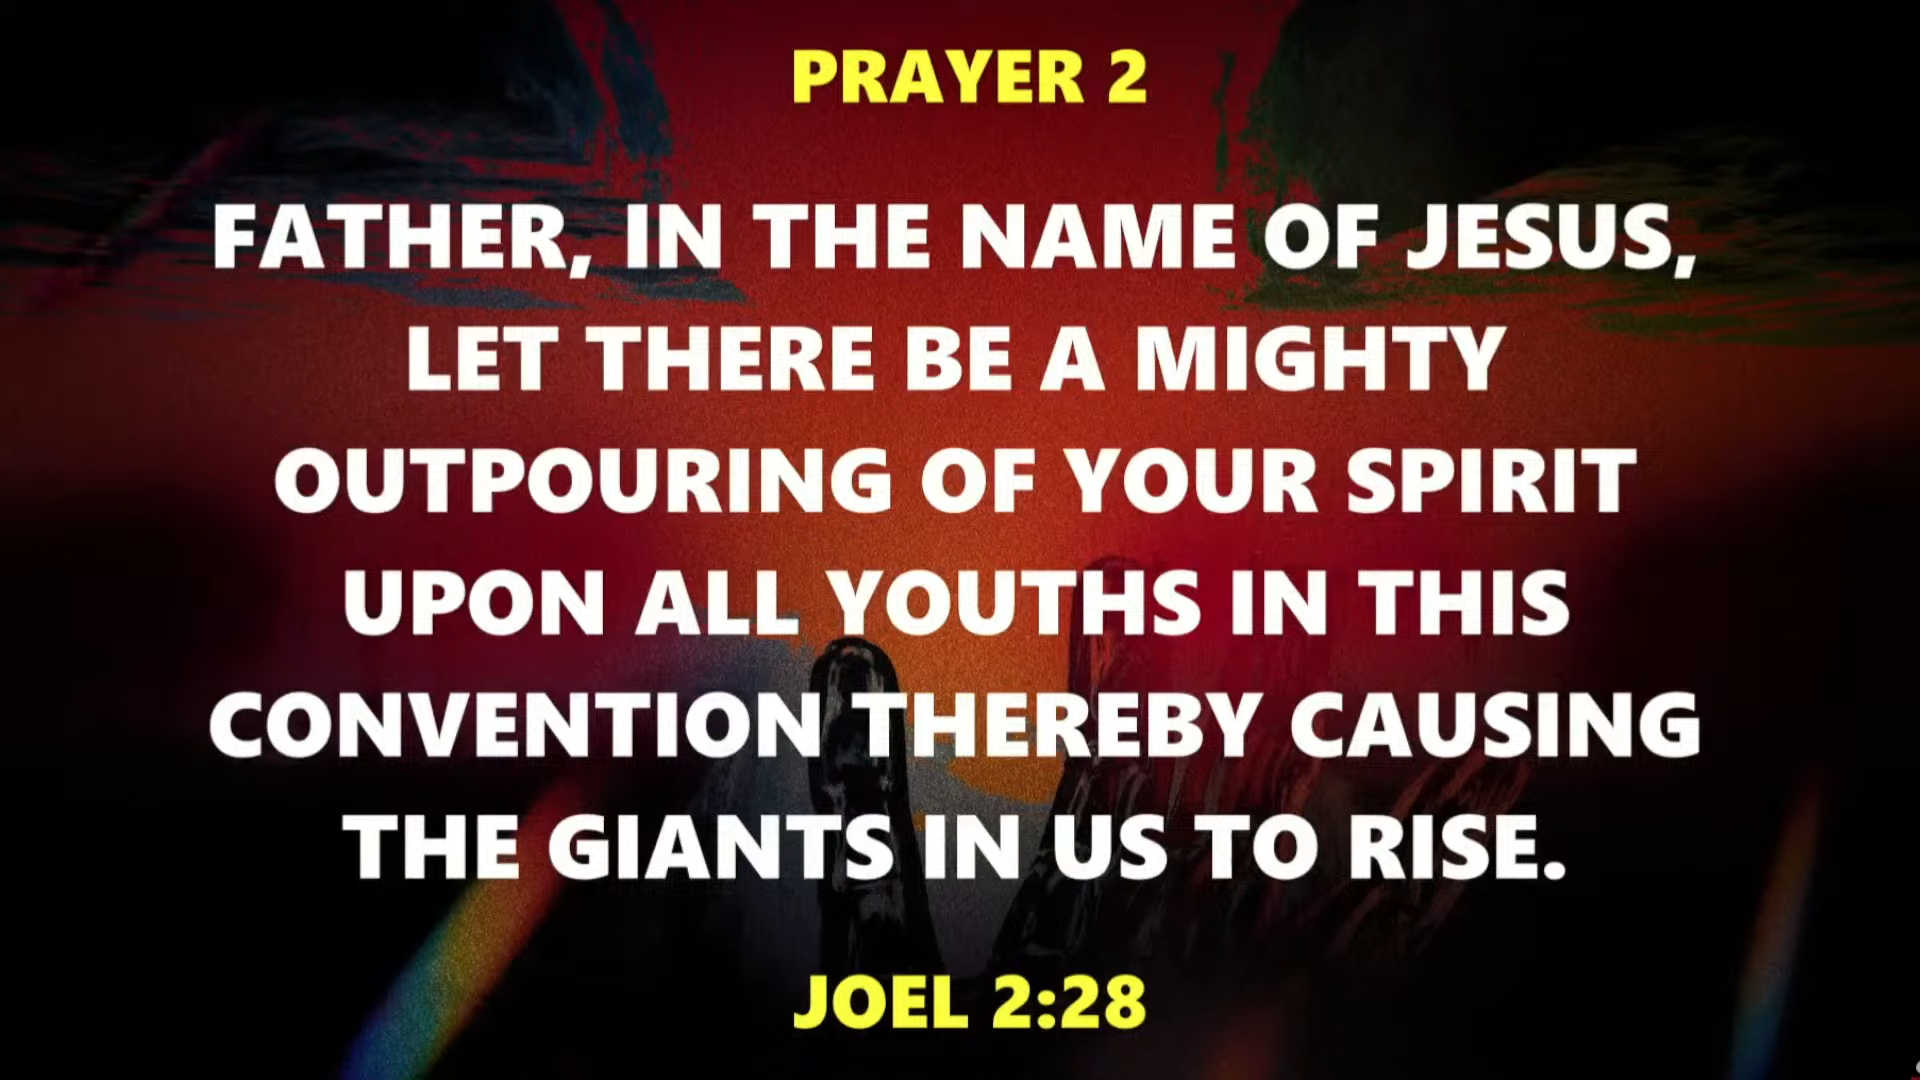 PRAYER 2
FATHER, IN THE NAME OF JESUS,
LET THERE BE A MIGHTY
OUTPOURING OF YOUR SPIRIT
UPON ALL YOUTHS IN THIS
CONVENTION THEREBY CAUSING
THE GIANTS IN US TO RISE.
JOEL 2:28